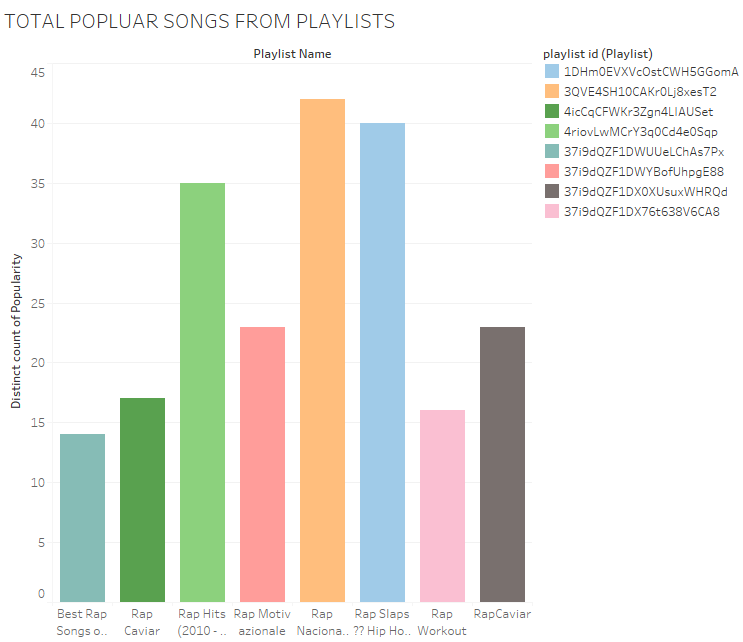 TOTAL POPLUAR SONGS FROM PLAYLISTS
Playlist Name
playlist id (Playlist)
1DHm0EVXVcOstCWH5GGomA
3QVE4SH10CAKr0Lj8xesT2
4icCqCFWKr3Zgn4LIAUSet
4riovLwMCrY3q0Cd4e0Sqp
37i9dQZF1DWUUeLChAs7Px
37i9dQZF1DWYBofUhpgE88
37i9dQZF1DX0XUsuxWHRQd
37i9dQZF1DX76t638V6CA8
Distinct count of Popularity
45
40
35
30
25
20
15
10
5
0
Best Rap
Songs o..
Rap
Caviar
Rap Hits
(2010 - ..
Rap Motiv
azionale
Rap
Naciona..
Rap Slaps
?? Hip Ho..
Rap
Workout
RapCaviar